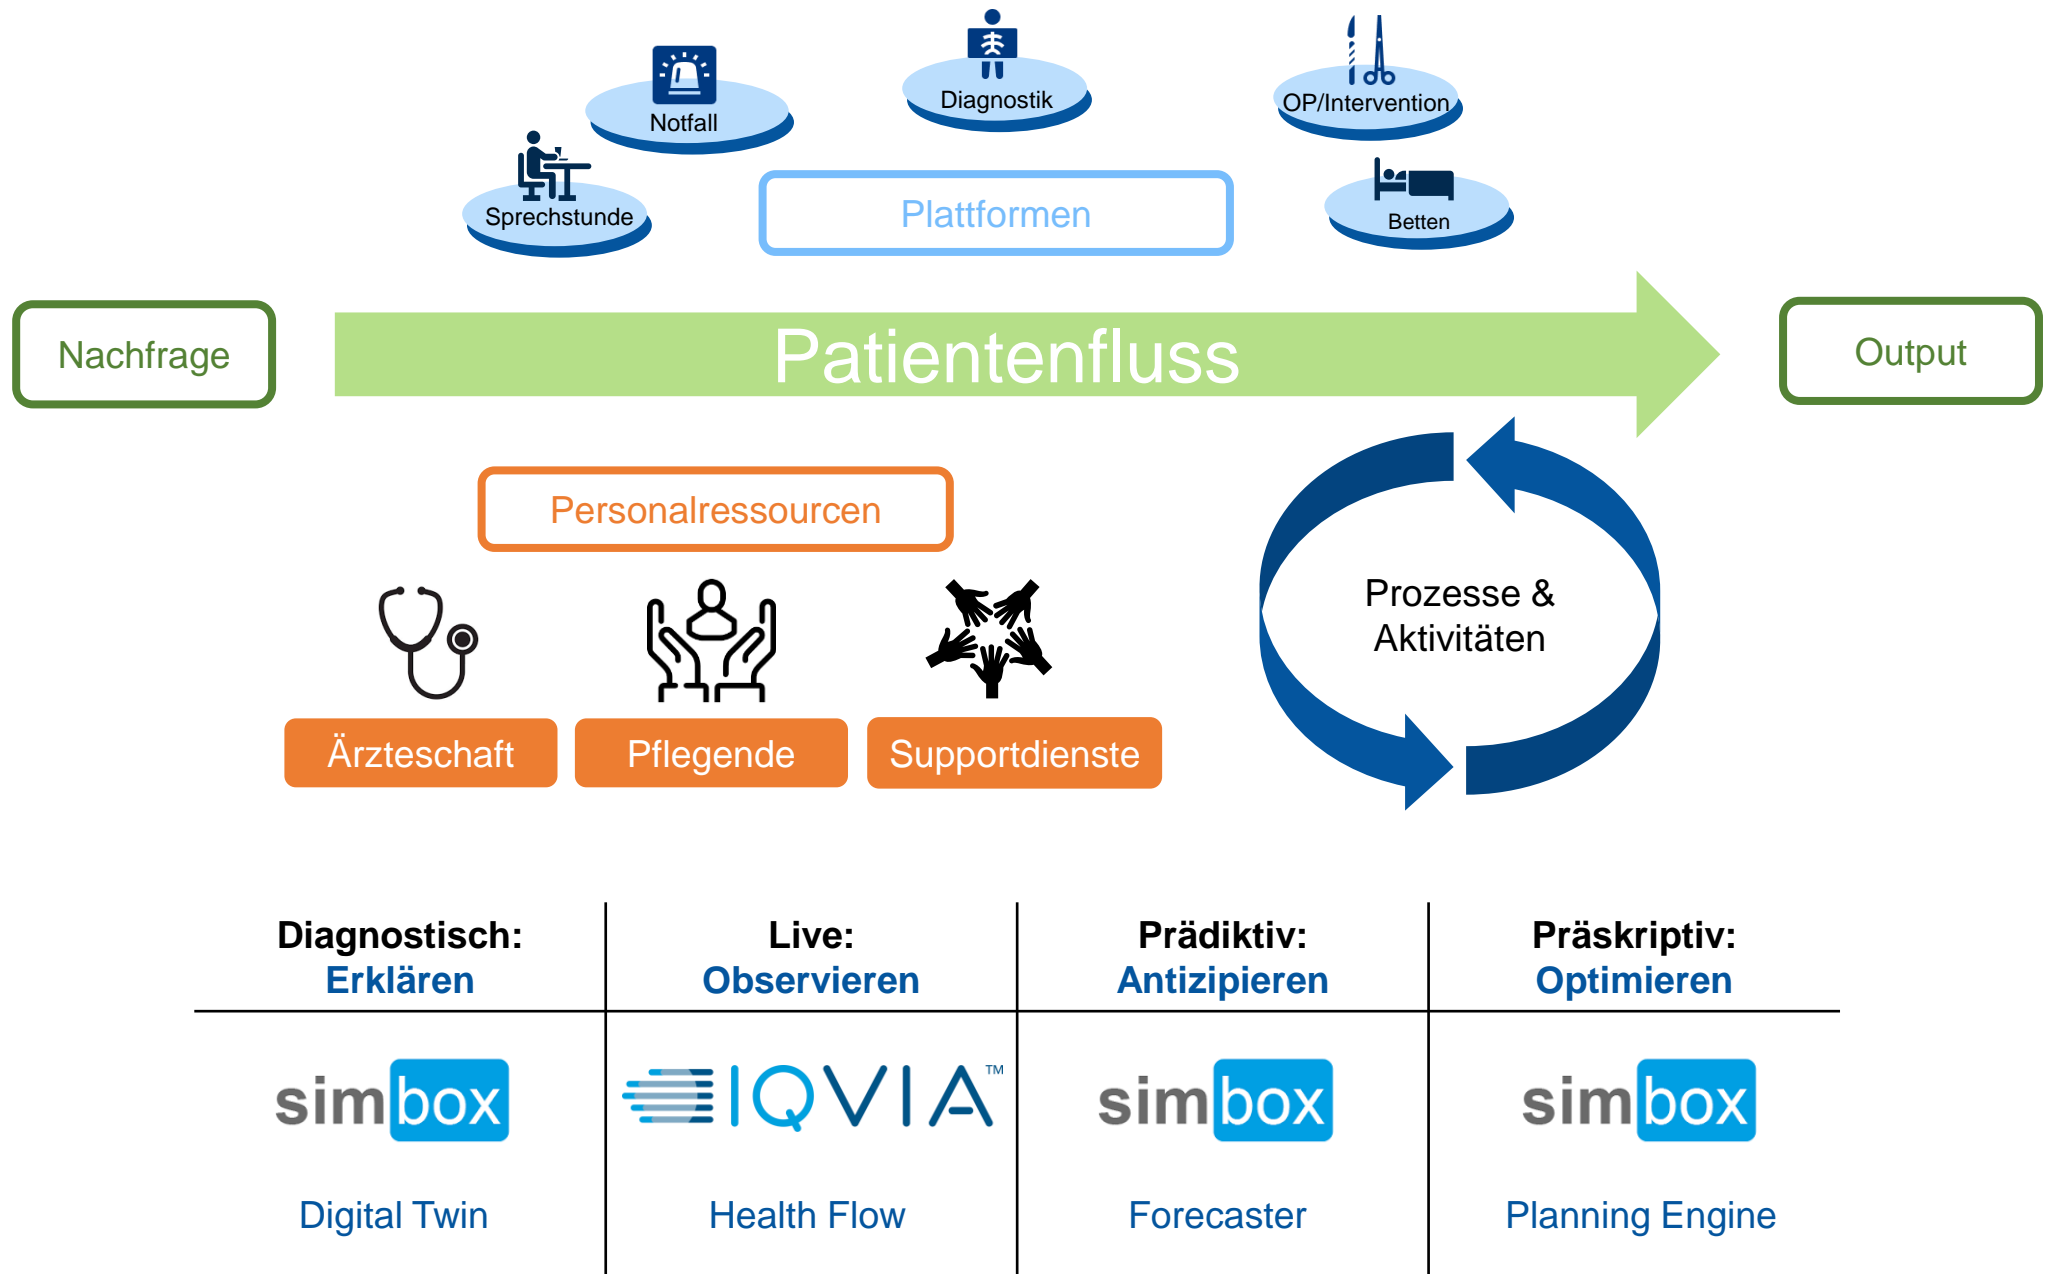 Diagnostik
OP/Intervention
Notfall
Sprechstunde
Plattformen
Betten
Nachfrage
Patientenfluss
Output
Personalressourcen
Prozesse &
Aktivitäten
Ärzteschaft
Pflegende
Supportdienste
Diagnostisch:
Erklären
Live:
Observieren
Prädiktiv:
Antizipieren
Präskriptiv:
Optimieren
simbox
IQVIA™
simbox
simbox
Digital Twin
Health Flow
Forecaster
Planning Engine